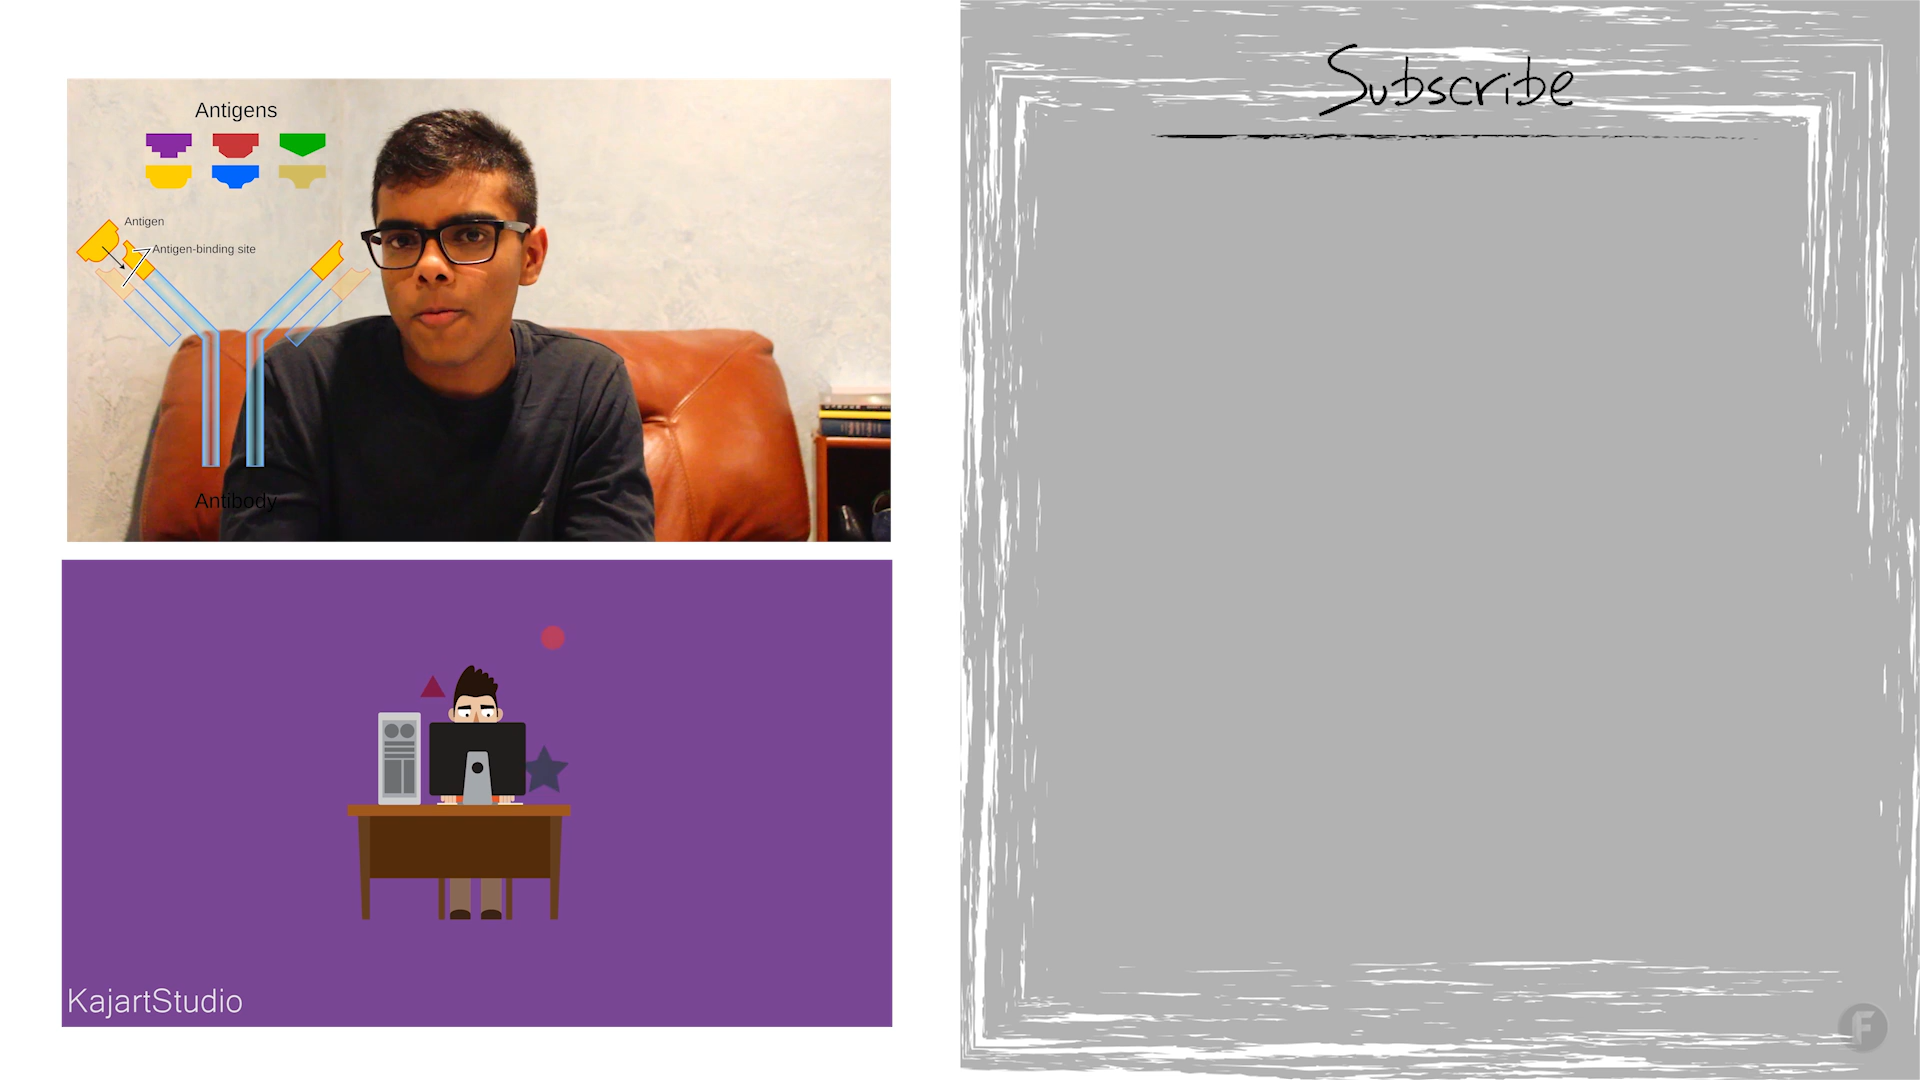 Antigens
Antigen
Antigen-binding site
Antibody
KajartStudio
Subscribe
F